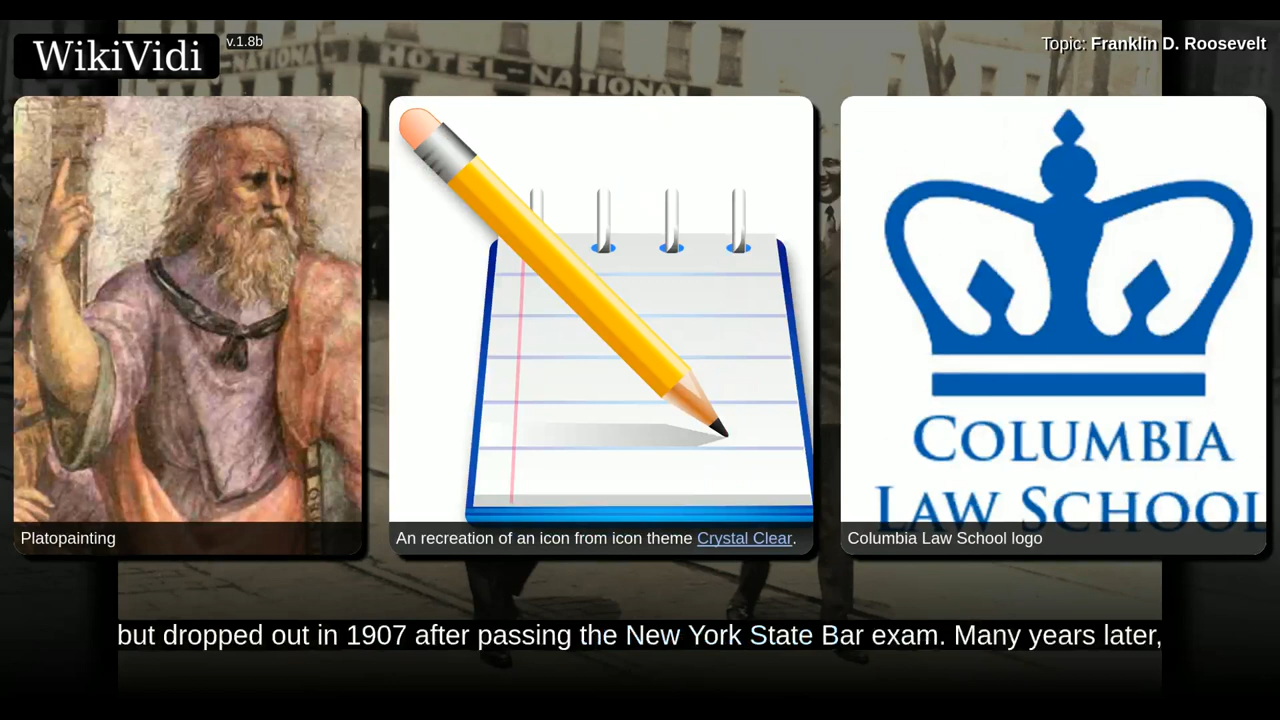 WikiVidi
v.1.8b
Topic: Franklin D. Roosevelt
HOTEL-NATIONAL
-NATIONAL
COLUMBIA
LAW SCHOOL
Platopainting
An recreation of an icon from icon theme Crystal Clear.
Columbia Law School logo
but dropped out in 1907 after passing the New York State Bar exam. Many years later,